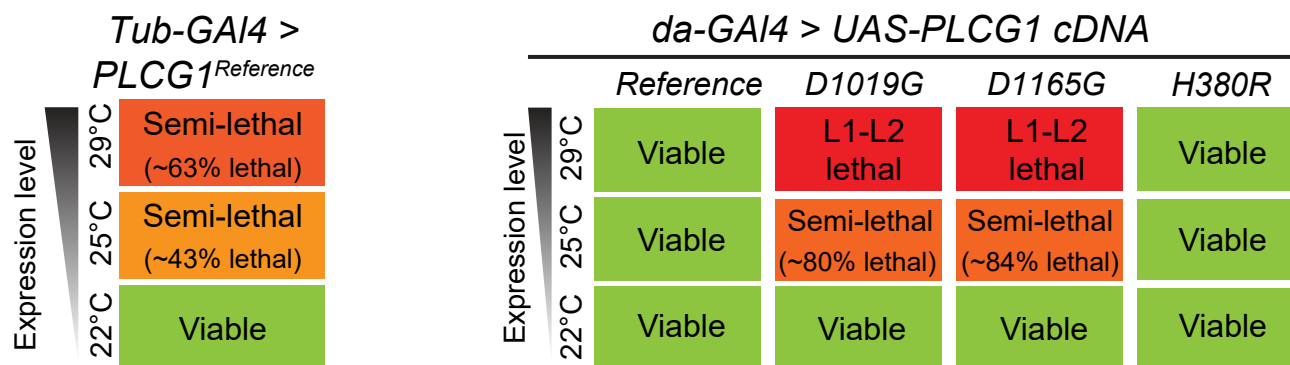 Tub-GAl4 >
PLCG1Reference
Expression level
29°C
Semi-lethal
(~63% lethal)
25°C
Semi-lethal
(~43% lethal)
22°C
Viable
da-GAl4 > UAS-PLCG1 cDNA
Reference D1019G D1165G H380R
Expression level
29°C
Viable
L1-L2
lethal
L1-L2
lethal
Viable
25°C
Viable
Semi-lethal
(~80% lethal)
Semi-lethal
(~84% lethal)
Viable
22°C
Viable
Viable
Viable
Viable